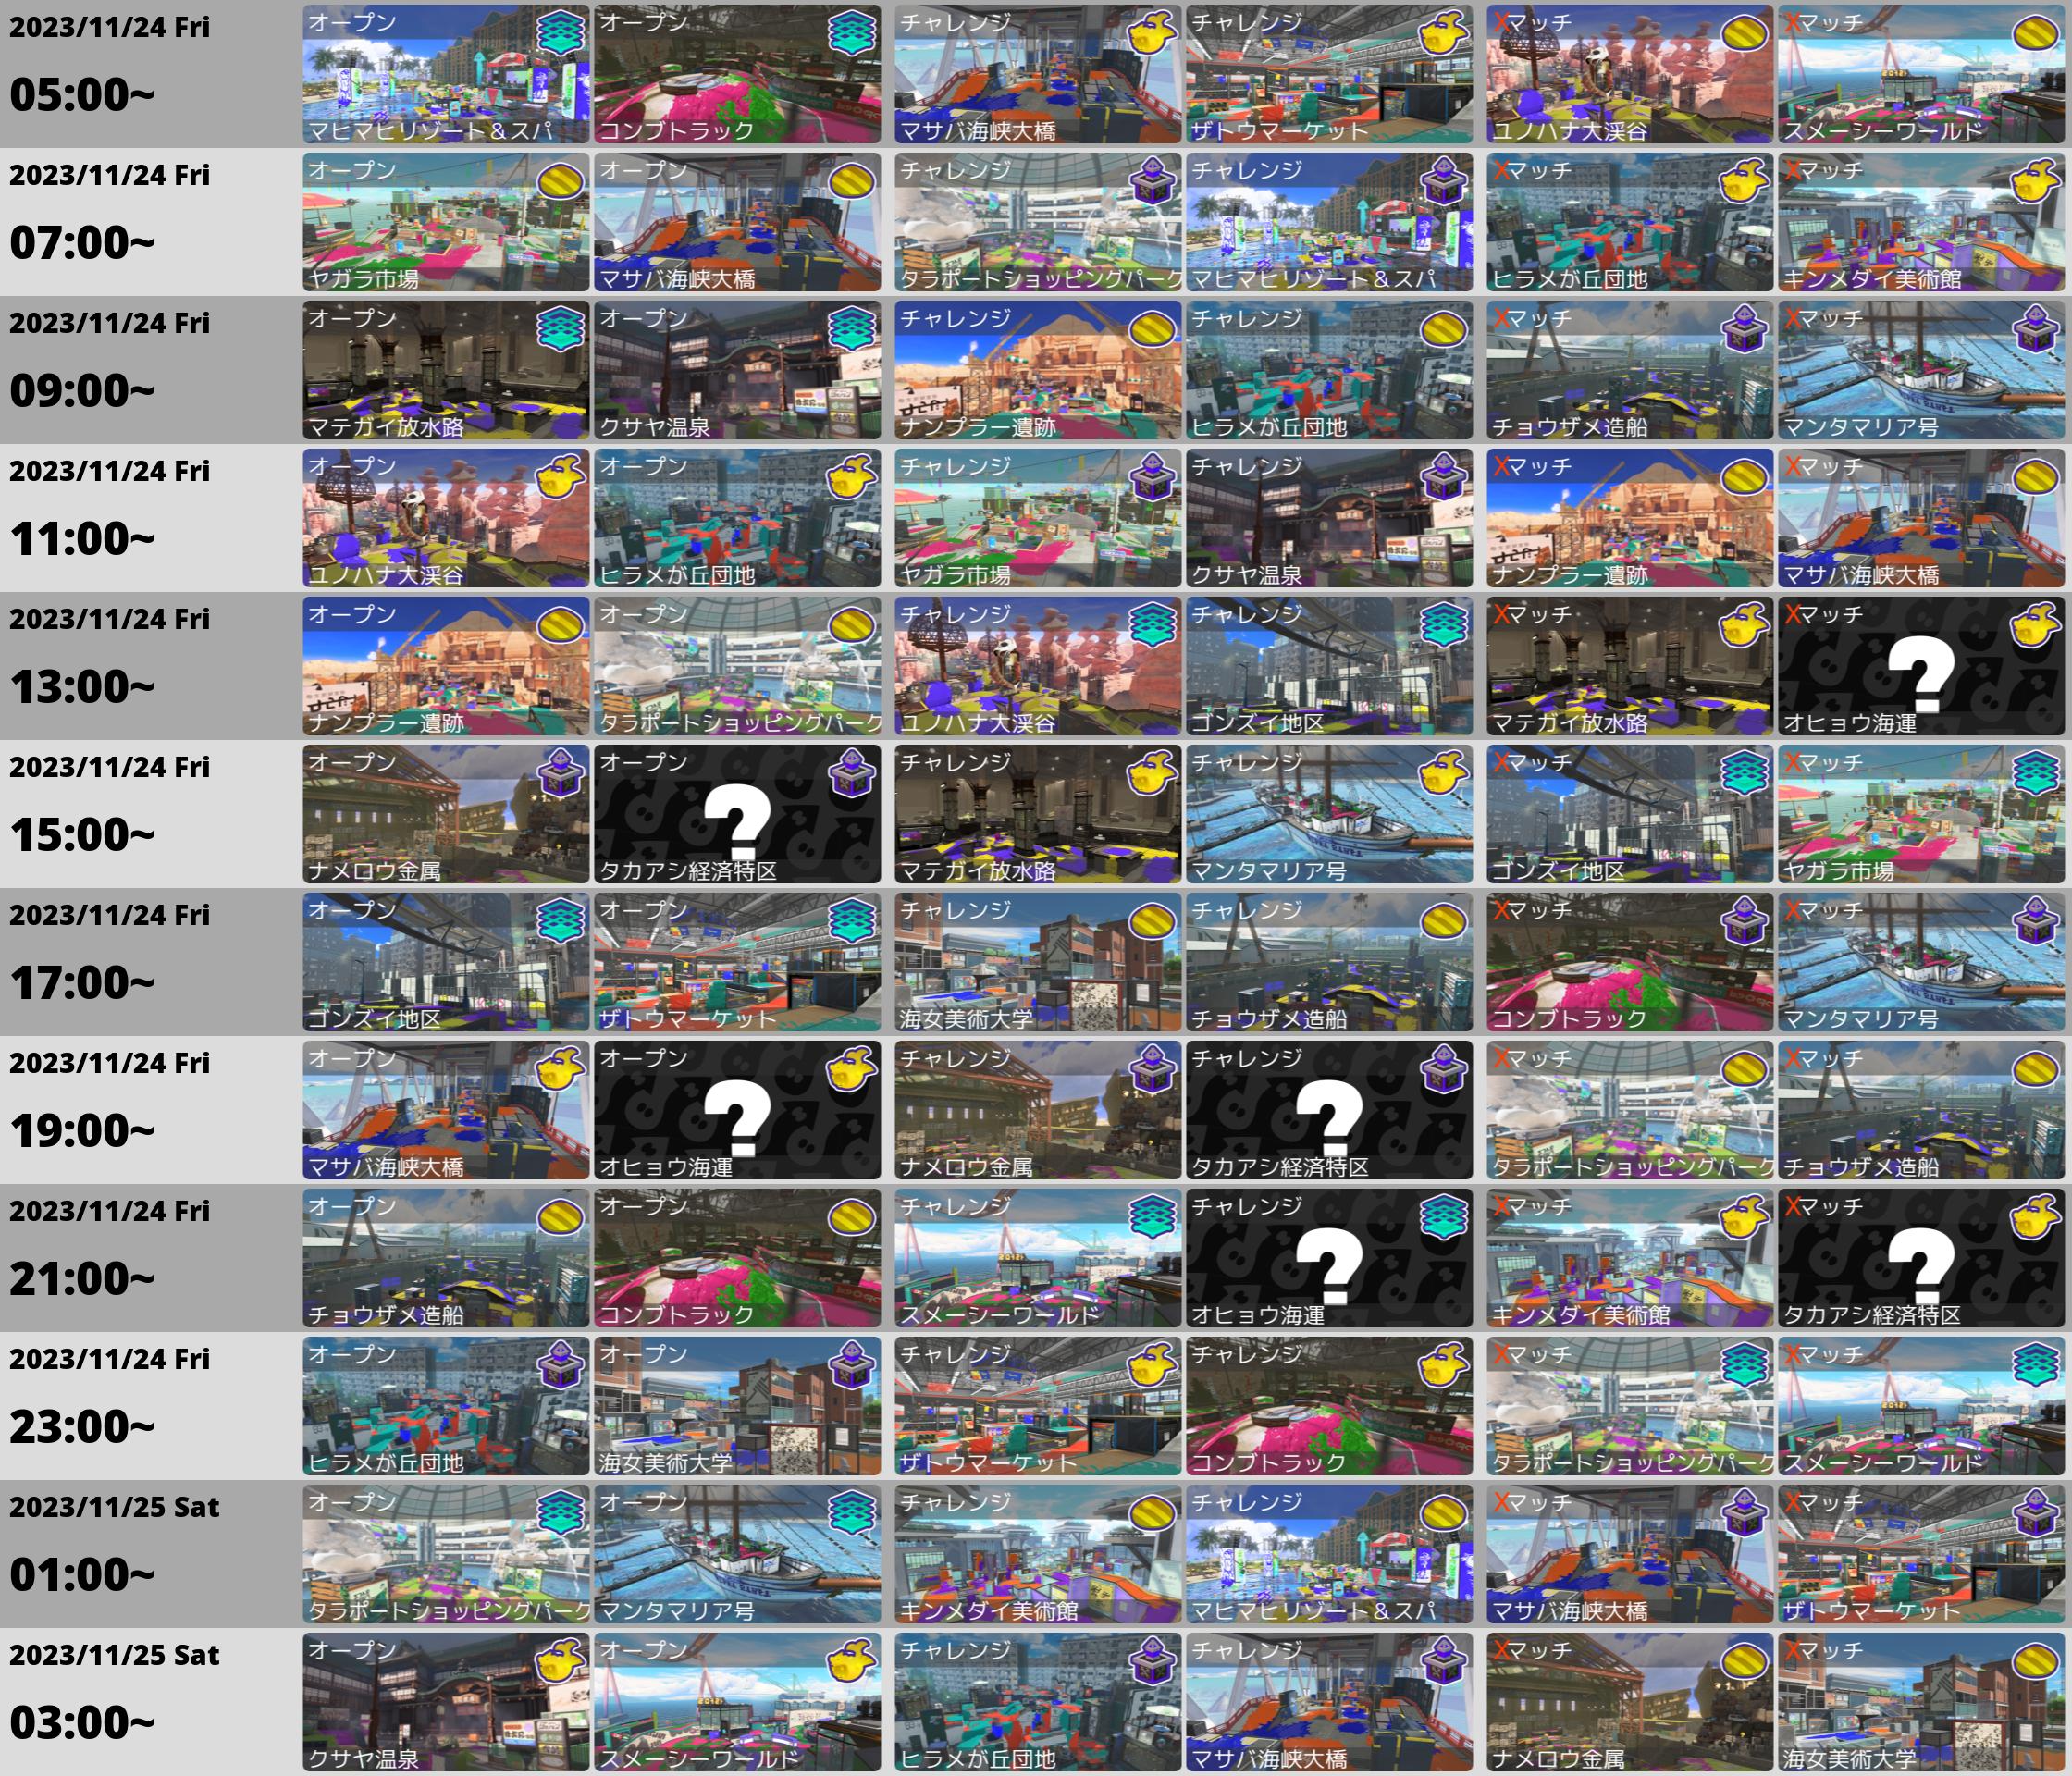 2023/11/24 Fri
05:00~
オープン オープン チャレンジ チャレンジ Xマッチ Xマッチ
マヒマヒリゾート&スパ コンブトラック マサバ海峡大橋 ザトウマーケット ユノハナ大渓谷 スメーシーワールド
2023/11/24 Fri
07:00~
オープン オープン チャレンジ チャレンジ Xマッチ Xマッチ
ヤガラ市場 マサバ海峡大橋 タラポートショッピングパーク マヒマヒリゾート&スパ ヒラメが丘団地 キンメダイ美術館
2023/11/24 Fri
09:00~
オープン オープン チャレンジ チャレンジ Xマッチ Xマッチ
マテガイ放水路 クサヤ温泉 ナンプラー遺跡 ヒラメが丘団地 チョウザメ造船 マンタマリア号
2023/11/24 Fri
11:00~
オープン オープン チャレンジ チャレンジ Xマッチ Xマッチ
ユノハナ大渓谷 ヒラメが丘団地 ヤガラ市場 クサヤ温泉 ナンプラー遺跡 マサバ海峡大橋
2023/11/24 Fri
13:00~
オープン オープン チャレンジ チャレンジ Xマッチ Xマッチ
ナンプラー遺跡 タラポートショッピングパーク ユノハナ大渓谷 ゴンズイ地区 マテガイ放水路 オヒョウ海運
?
2023/11/24 Fri
15:00~
オープン オープン チャレンジ チャレンジ Xマッチ Xマッチ
?
ナメロウ金属 タカアシ経済特区 マテガイ放水路 マンタマリア号 ゴンズイ地区 ヤガラ市場
2023/11/24 Fri
17:00~
オープン オープン チャレンジ チャレンジ Xマッチ Xマッチ
ゴンズイ地区 ザトウマーケット 海女美術大学 チョウザメ造船 コンブトラック マンタマリア号
2023/11/24 Fri
19:00~
オープン オープン チャレンジ チャレンジ Xマッチ Xマッチ
? ?
マサバ海峡大橋 オヒョウ海運 ナメロウ金属 タカアシ経済特区 タラポートショッピングパーク チョウザメ造船
2023/11/24 Fri
21:00~
オープン オープン チャレンジ チャレンジ Xマッチ Xマッチ
? ?
チョウザメ造船 コンブトラック スメーシーワールド オヒョウ海運 キンメダイ美術館 タカアシ経済特区
2023/11/24 Fri
23:00~
オープン オープン チャレンジ チャレンジ Xマッチ Xマッチ
ヒラメが丘団地 海女美術大学 ザトウマーケット コンブトラック タラポートショッピングパーク スメーシーワールド
2023/11/25 Sat
01:00~
オープン オープン チャレンジ チャレンジ Xマッチ Xマッチ
タラポートショッピングパーク マンタマリア号 キンメダイ美術館 マヒマヒリゾート&スパ マサバ海峡大橋 ザトウマーケット
2023/11/25 Sat
03:00~
オープン オープン チャレンジ チャレンジ Xマッチ Xマッチ
クサヤ温泉 スメーシーワールド ヒラメが丘団地 マサバ海峡大橋 ナメロウ金属 海女美術大学